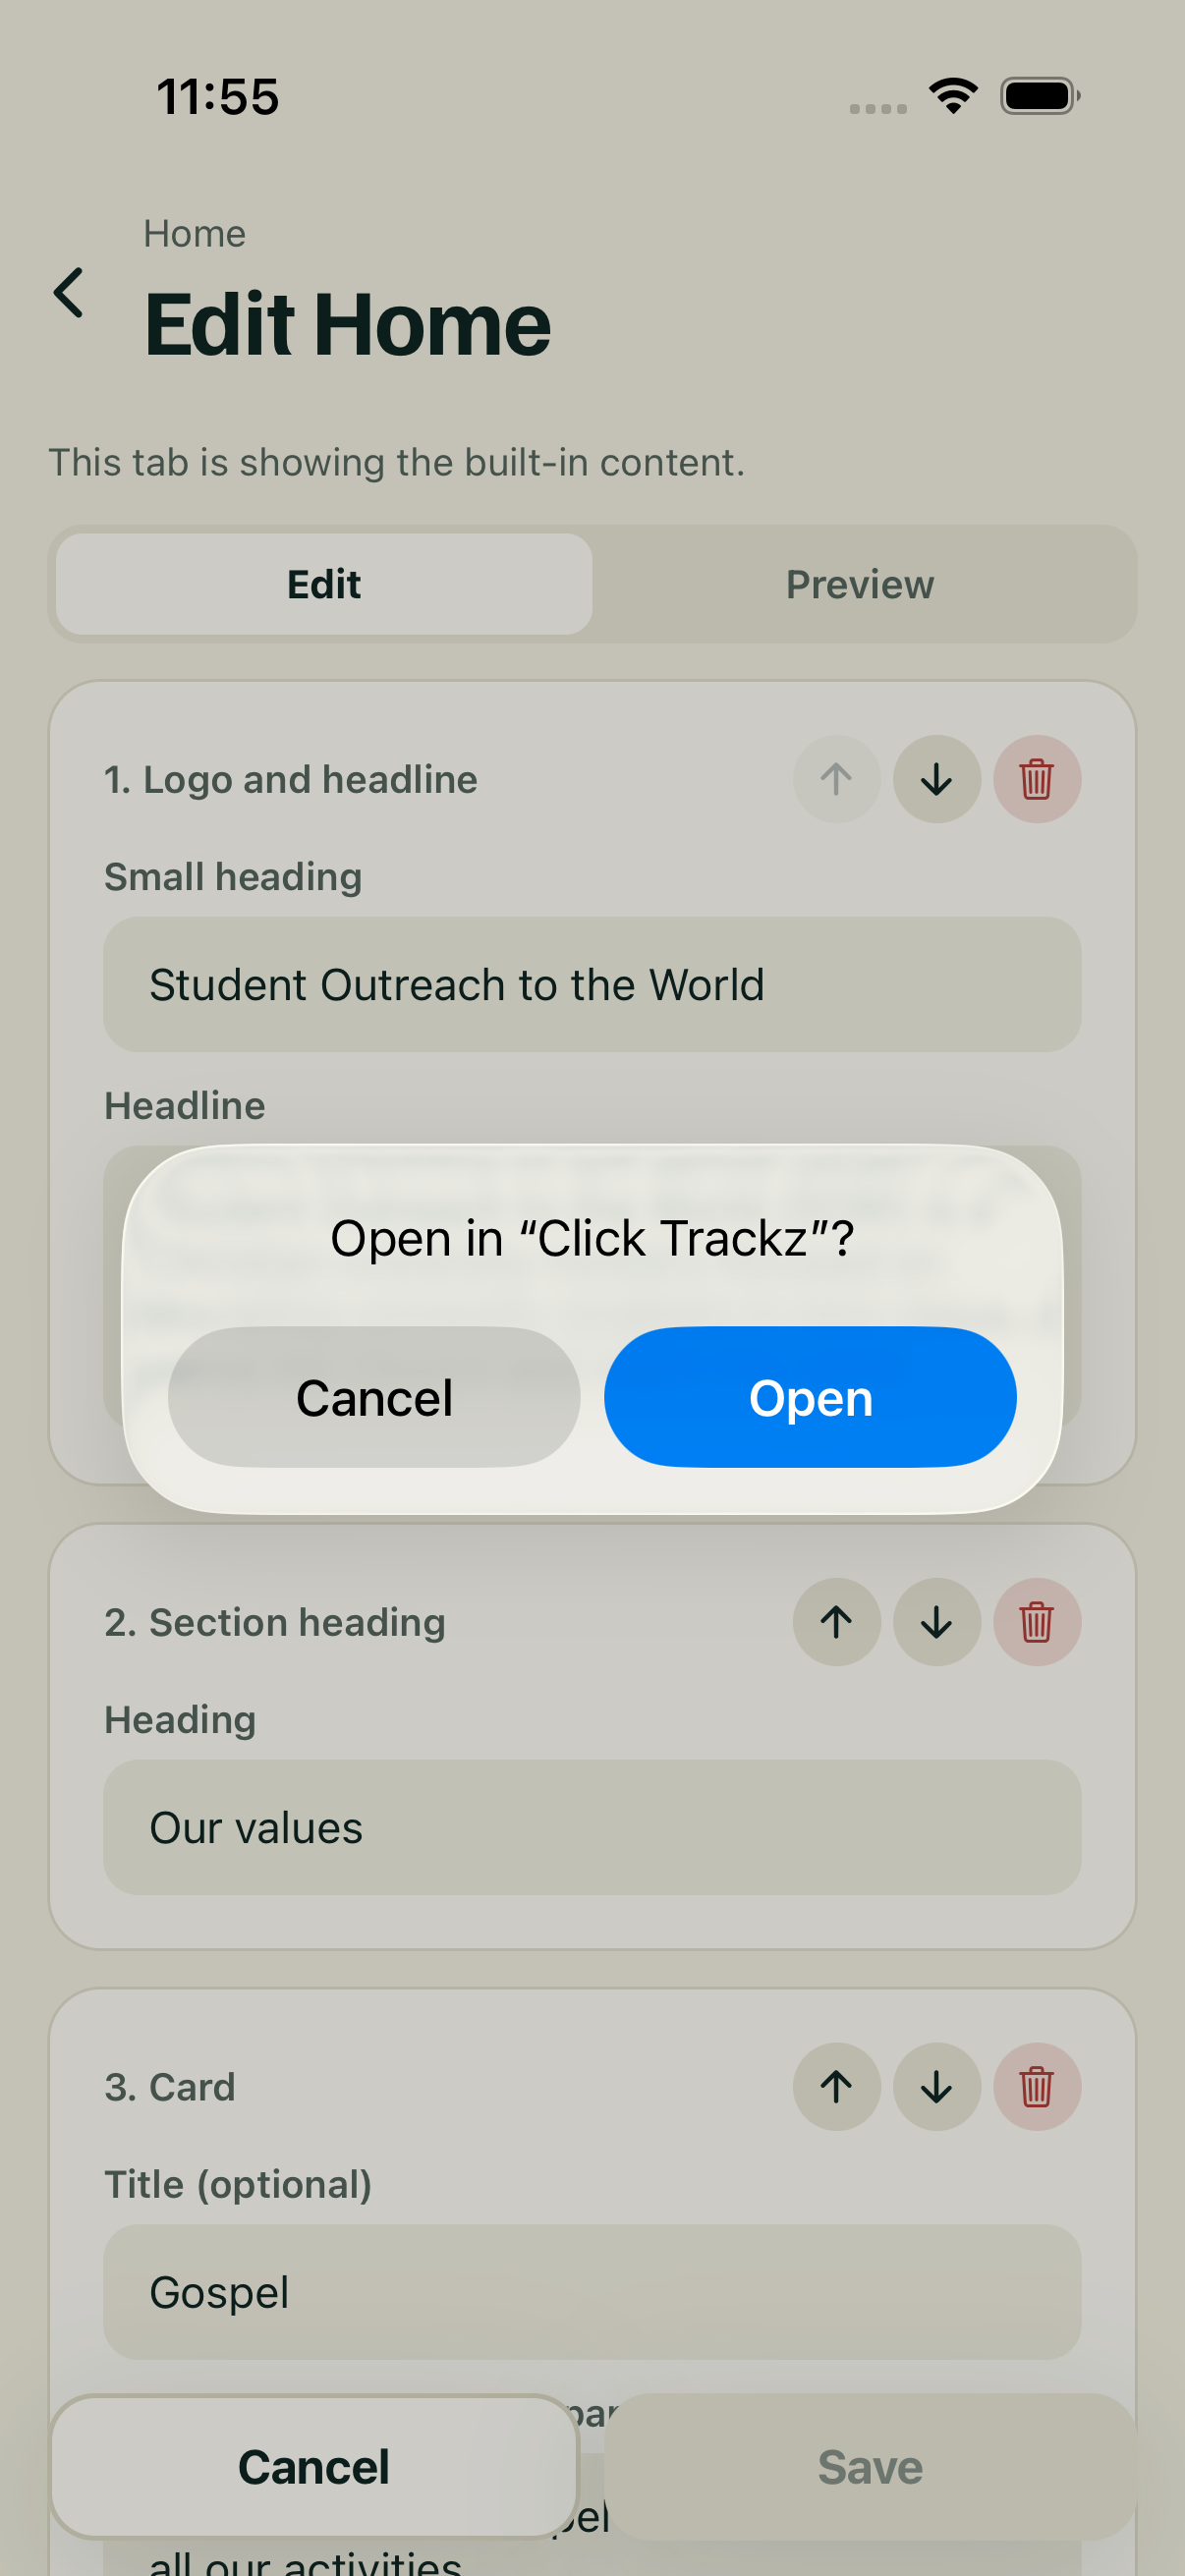 11:55
Home
Edit Home
This tab is showing the built-in content.
Edit
Preview
1. Logo and headline
Small heading
Student Outreach to the World
Headline
Open in “Click Trackz”?
Cancel
Open
2. Section heading
Heading
Our values
3. Card
Title (optional)
Gospel
Cancel
Save
all our activities